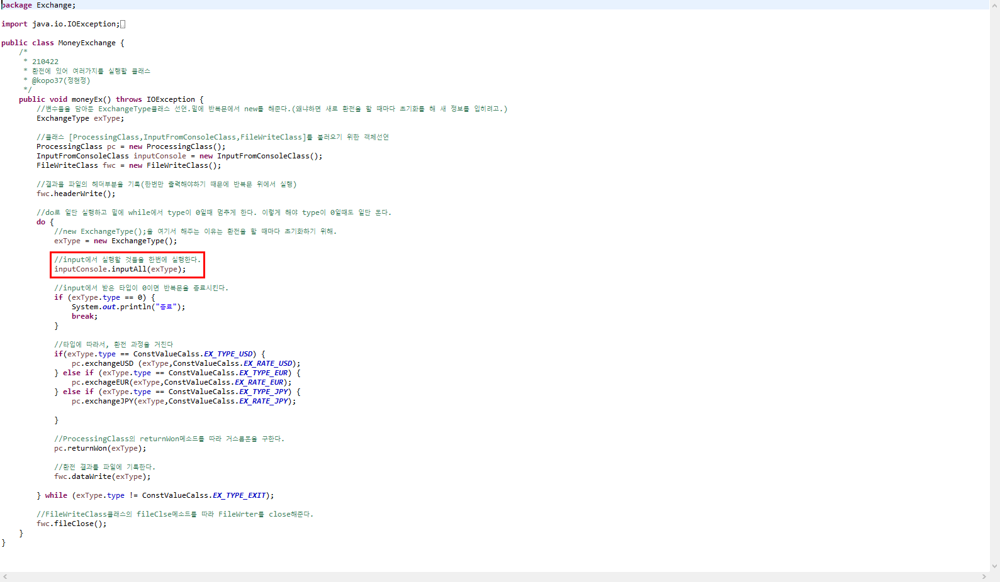 package Exchange;
import java.io.IOException;
public class MoneyExchange {
/*
* 210422
* 환전에 있어 여러가지를 실행할 클래스
* @kopo37(정현정)
*/
public void moneyEx() throws IOException {
//변수들을 담아둔 ExchangeType클래스 선언.밑에 반복문에서 new를 해준다.(왜냐하면 새로 환전을 할 때마다 초기화를 해 새 정보를 입히려고.)
ExchangeType exType;
//클래스 [ProcessingClass,InputFromConsoleClass,FileWriteClass]를 불러오기 위한 객체선언
ProcessingClass pc = new ProcessingClass();
InputFromConsoleClass inputConsole = new InputFromConsoleClass();
FileWriteClass fwc = new FileWriteClass();
//결과물 파일의 헤더부분을 기록(한번만 출력해야하기 때문에 반복문 위에서 실행)
fwc.headerWrite();
//do로 일단 실행하고 밑에 while에서 type이 0일때 멈추게 한다. 이렇게 해야 type이 0일때도 일단 돈다.
do {
//new ExchangeType();을 여기서 해주는 이유는 환전을 할 때마다 초기화하기 위해.
exType = new ExchangeType();
//input에서 실행할 것들을 한번에 실행한다.
inputConsole.inputAll(exType);
//input에서 받은 타입이 0이면 반복문을 종료시킨다.
if (exType.type == 0) {
System.out.println("종료");
break;
}
//타입에 따라서, 환전 과정을 거친다
if(exType.type == ConstValueCalss.EX_TYPE_USD) {
pc.exchangeUSD (exType,ConstValueCalss.EX_RATE_USD);
} else if (exType.type == ConstValueCalss.EX_TYPE_EUR) {
pc.exchageEUR(exType,ConstValueCalss.EX_RATE_EUR);
} else if (exType.type == ConstValueCalss.EX_TYPE_JPY) {
pc.exchangeJPY(exType,ConstValueCalss.EX_RATE_JPY);
}
//ProcessingClass의 returnWon메소드를 따라 거스름돈을 구한다.
pc.returnWon(exType);
//환전 결과를 파일에 기록한다.
fwc.dataWrite(exType);
} while (exType.type != ConstValueCalss.EX_TYPE_EXIT);
//FileWriteClass클래스의 fileClse메소드를 따라 FileWrter를 close해준다.
fwc.fileClose();
}
}